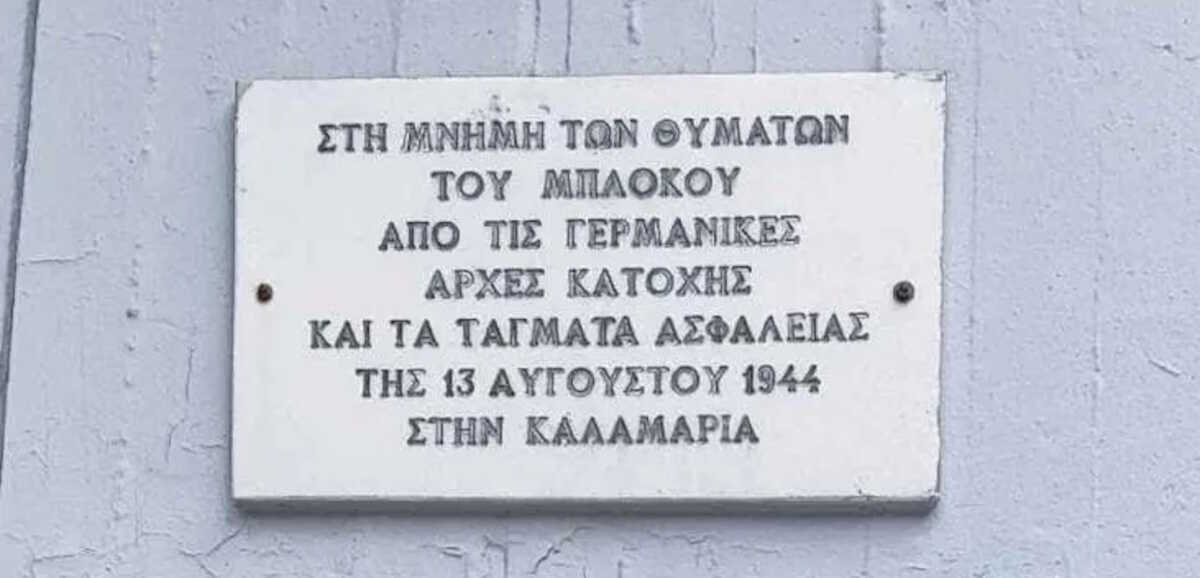 ΣΤΗ ΜΝΗΜΗ ΤΩΝ ΘΥΜΑΤΩΝ
ΤΟΥ ΜΠΛΟΚΟΥ
ΑΠΟ ΤΙΣ ΓΕΡΜΑΝΙΚΕΣ
ΑΡΧΕΣ ΚΑΤΟΧΗΣ
ΚΑΙ ΤΑ ΤΑΓΜΑΤΑ ΑΣΦΑΛΕΙΑΣ
ΤΗΣ 13 ΑΥΓΟΥΣΤΟΥ 1944
ΣΤΗΝ ΚΑΛΑΜΑΡΙΑ